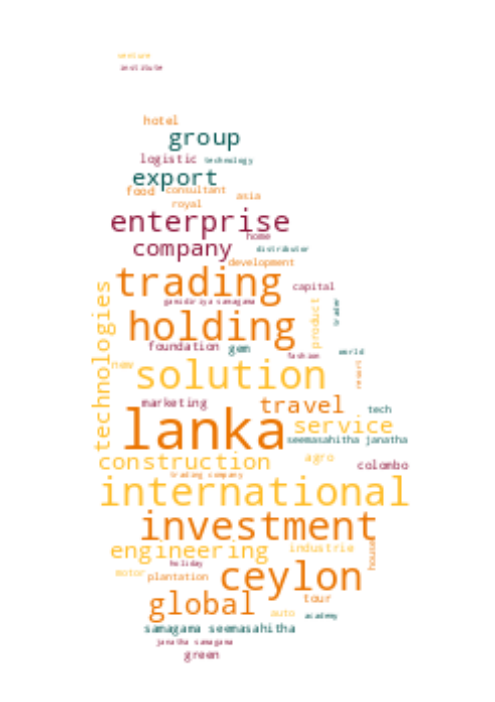 venture
institute
hotel
group
logistic technology
export
food consultant
asia
royal
enterprise
home
company distributor
development
trading capital
technologies
gamidiriya samagama
product
trader
holding
foundation gem world
fashion
new
solution
resort
marketing travel tech
lanka service
seemasahitha janatha
construction agro colombo
trading company
international
investment
engineering industrie
house
holiday
motor plantation ceylon
global tour
auto academy
samagama seemasahitha
janatha samagama
green